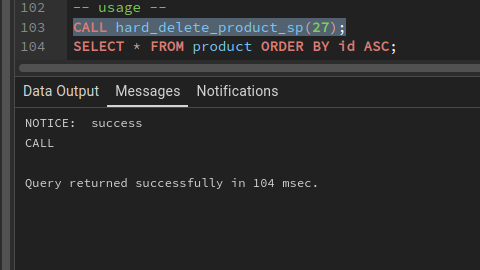 102 -- usage --
103 CALL hard_delete_product_sp(27);
104 SELECT * FROM product ORDER BY id ASC;
Data Output Messages Notifications
NOTICE:  success
CALL
Query returned successfully in 104 msec.